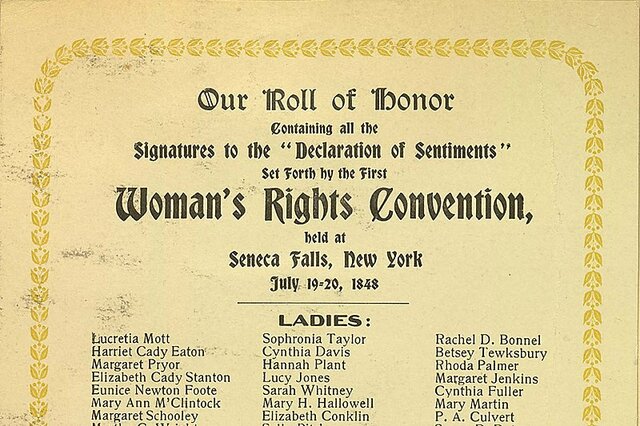 Our Roll of Honor
Containing all the
Signatures to the "Declaration of Sentiments"
Set Forth by the First
Woman's Rights Convention,
held at
Seneca Falls, New York
July 19-20, 1848
LADIES:
Lucretia Mott
Harriet Cady Eaton
Margaret Pryor
Elizabeth Cady Stanton
Eunice Newton Foote
Mary Ann M'Clintock
Margaret Schooley
Sophronia Taylor
Cynthia Davis
Hannah Plant
Lucy Jones
Sarah Whitney
Mary H. Hallowell
Elizabeth Conklin
Rachel D. Bonnel
Betsey Tewksbury
Rhoda Palmer
Margaret Jenkins
Cynthia Fuller
Mary Martin
P. A. Culvert